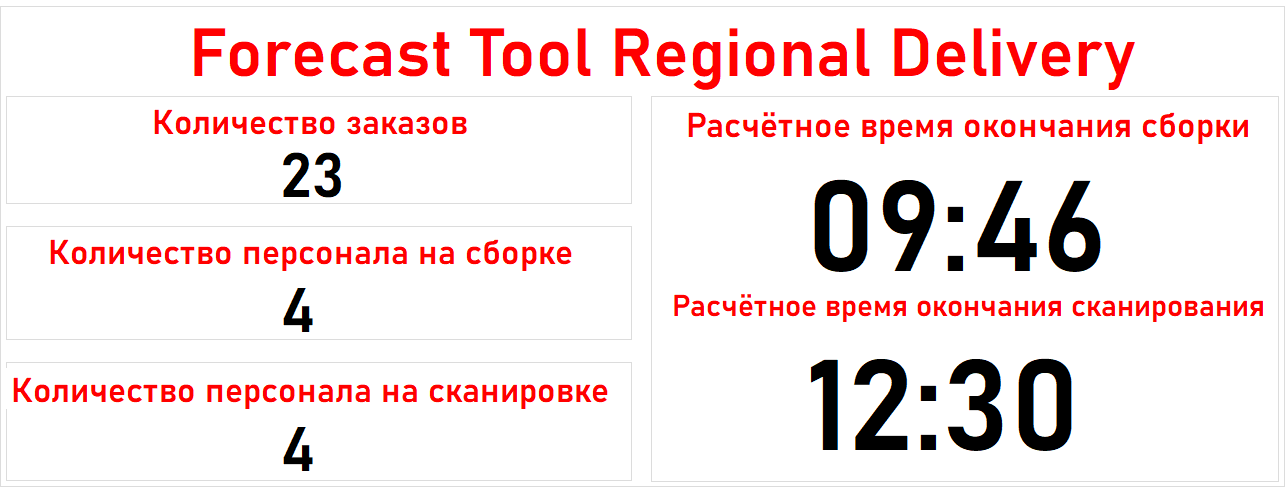 Forecast Tool Regional Delivery
Количество заказов
23
Количество персонала на сборке
4
Количество персонала на сканировке
4
Расчётное время окончания сборки
09:46
Расчётное время окончания сканирования
12:30